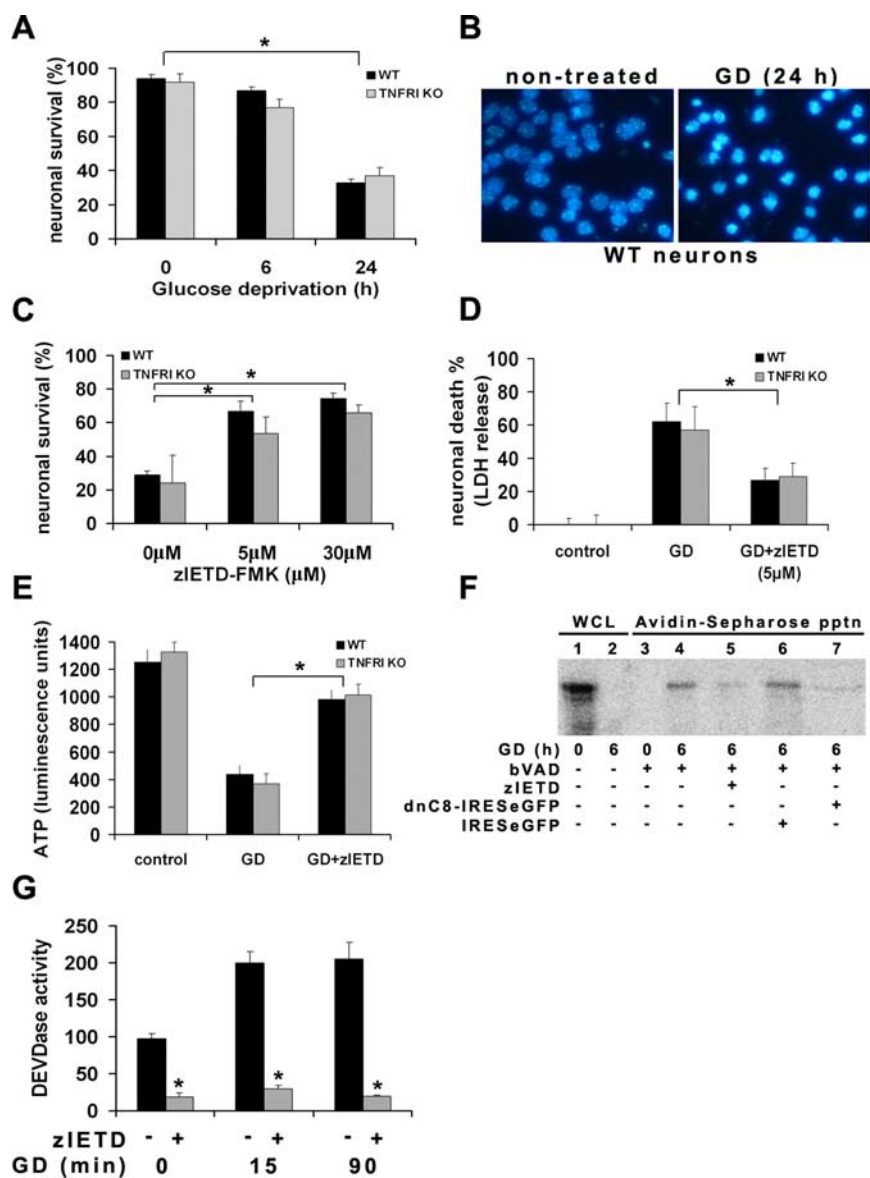 A
*
WT
TNFRI KO
neuronal survival (%)
100
80
60
40
20
0
0 6 24
Glucose deprivation (h)
B
non-treated GD (24 h)
WT neurons
C
WT
TNFRI KO
*
*
neuronal survival (%)
100
80
60
40
20
0
0μM 5μM 30μM
zIETD-FMK (μM)
D
WT
TNFRI KO
*
neuronal death %
(LDH release)
100
80
60
40
20
0
control GD GD+zIETD
(5μM)
E
WT
TNFRI KO
*
ATP (luminescence units)
1400
1200
1000
800
600
400
200
0
control GD GD+zIETD
F
WCL Avidin-Sepharose pptn
1 2 3 4 5 6 7
GD (h) 0 6 0 6 6 6 6
bVAD - - + + + + +
zIETD - - - - + - -
dnC8-IRESeGFP - - - - - - +
IRESeGFP - - - - - + -
G
DEVDase activity
250
200
150
100
50
0
* * *
zIETD - + - + - +
GD (min) 0 15 90